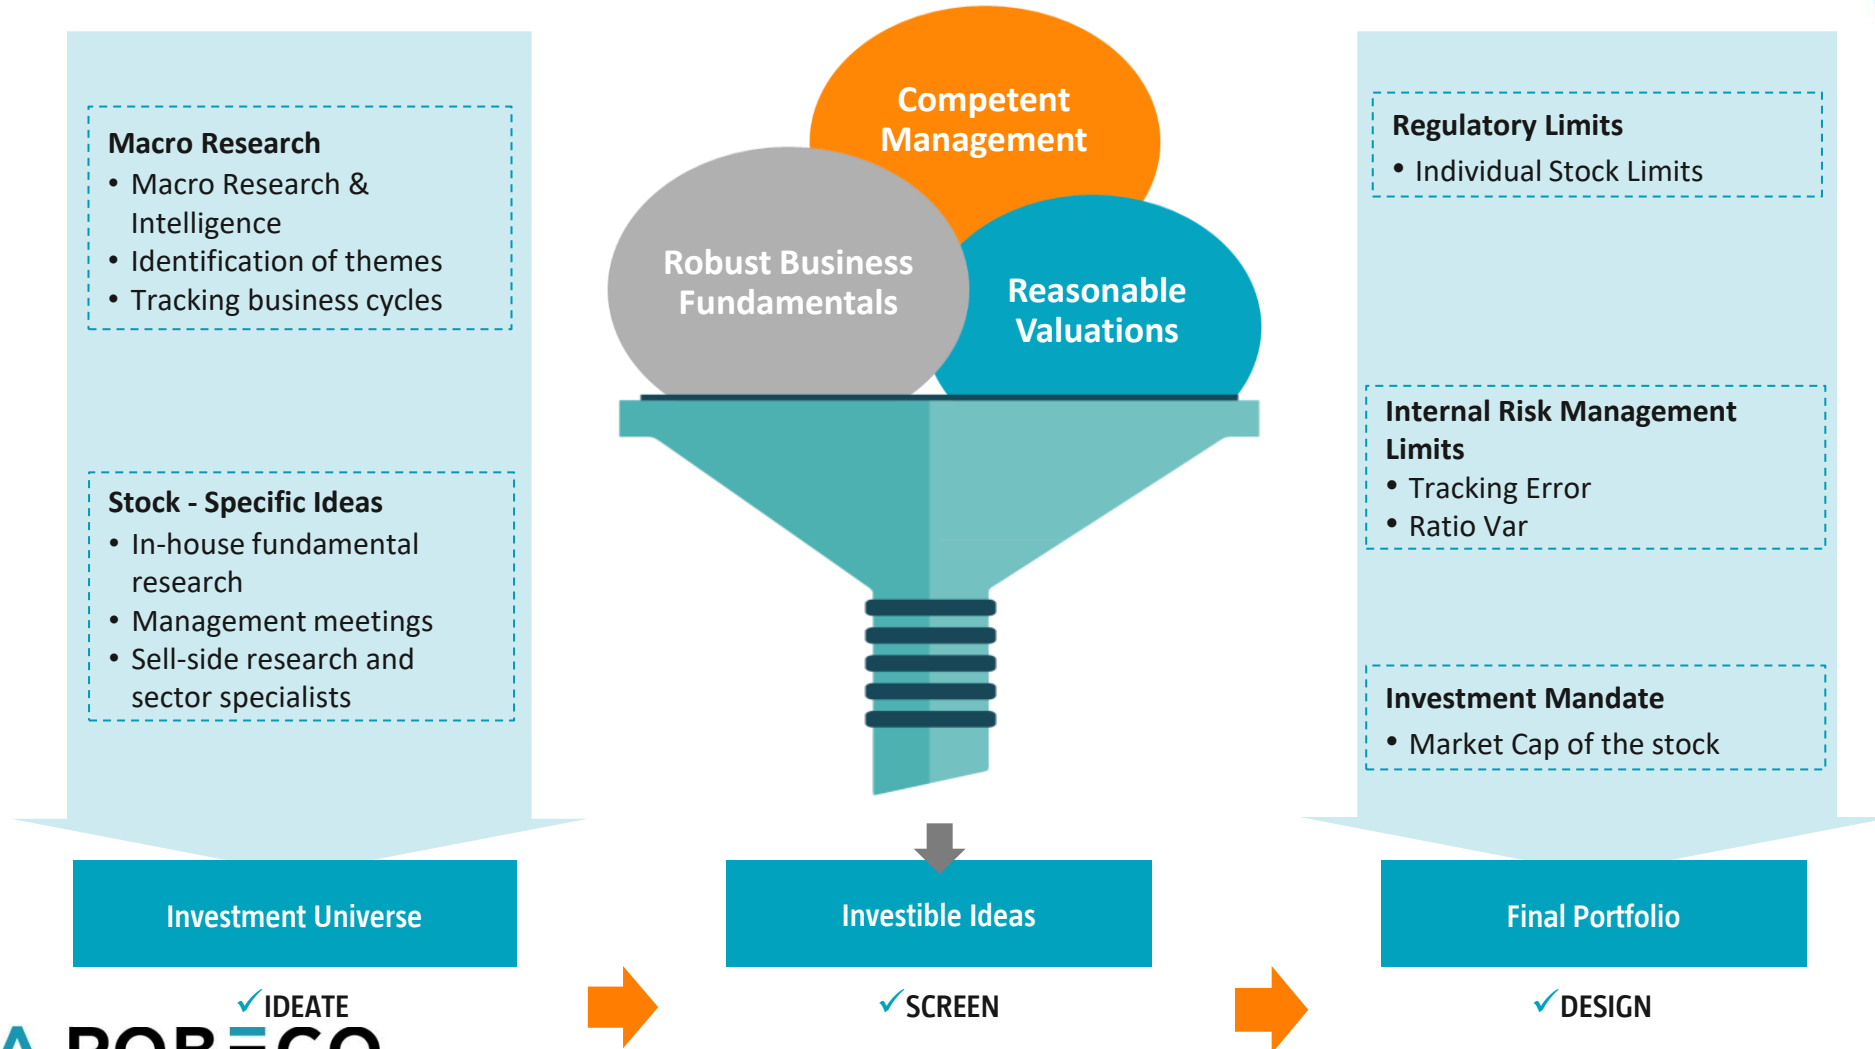 Macro Research
• Macro Research &
Intelligence
• Identification of themes
• Tracking business cycles
Stock - Specific Ideas
• In-house fundamental
research
• Management meetings
• Sell-side research and
sector specialists
Investment Universe
✓IDEATE
Competent
Management
Robust Business
Fundamentals
Reasonable
Valuations
Investible Ideas
✓SCREEN
Regulatory Limits
• Individual Stock Limits
Internal Risk Management
Limits
• Tracking Error
• Ratio Var
Investment Mandate
• Market Cap of the stock
Final Portfolio
✓DESIGN